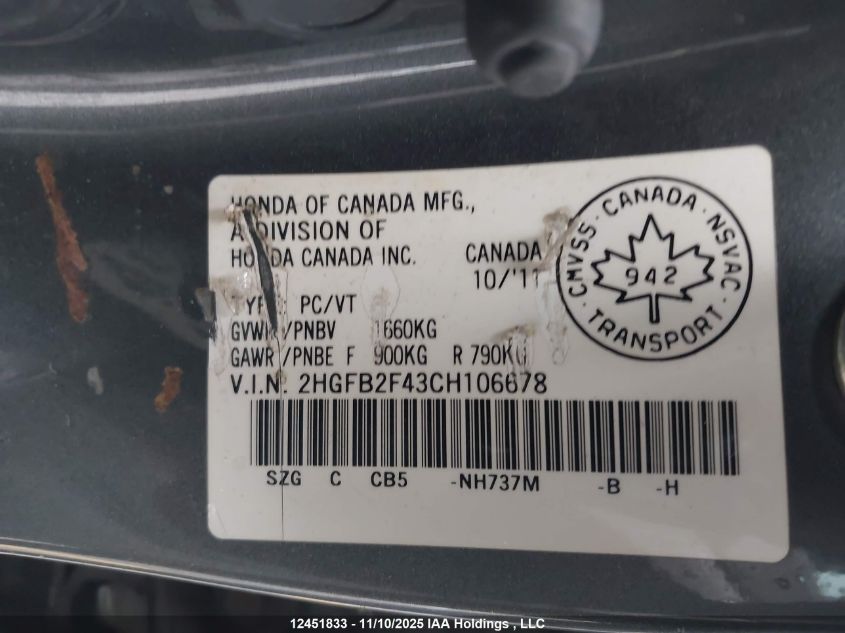 HONDA OF CANADA MFG.,
A DIVISION OF
HONDA CANADA INC.
CANADA
10/'11
TYPE: PC/VT
GVWR/PNBV 1660KG
GAWR/PNBE F 900KG R 790KG
V.I.N. 2HGFB2F43CH106678
SZG C CB5 -NH737M -B -H
CMVSS · CANADA · NSVAC
942
· TRANSPORT ·
12451833 - 11/10/2025 IAA Holdings , LLC